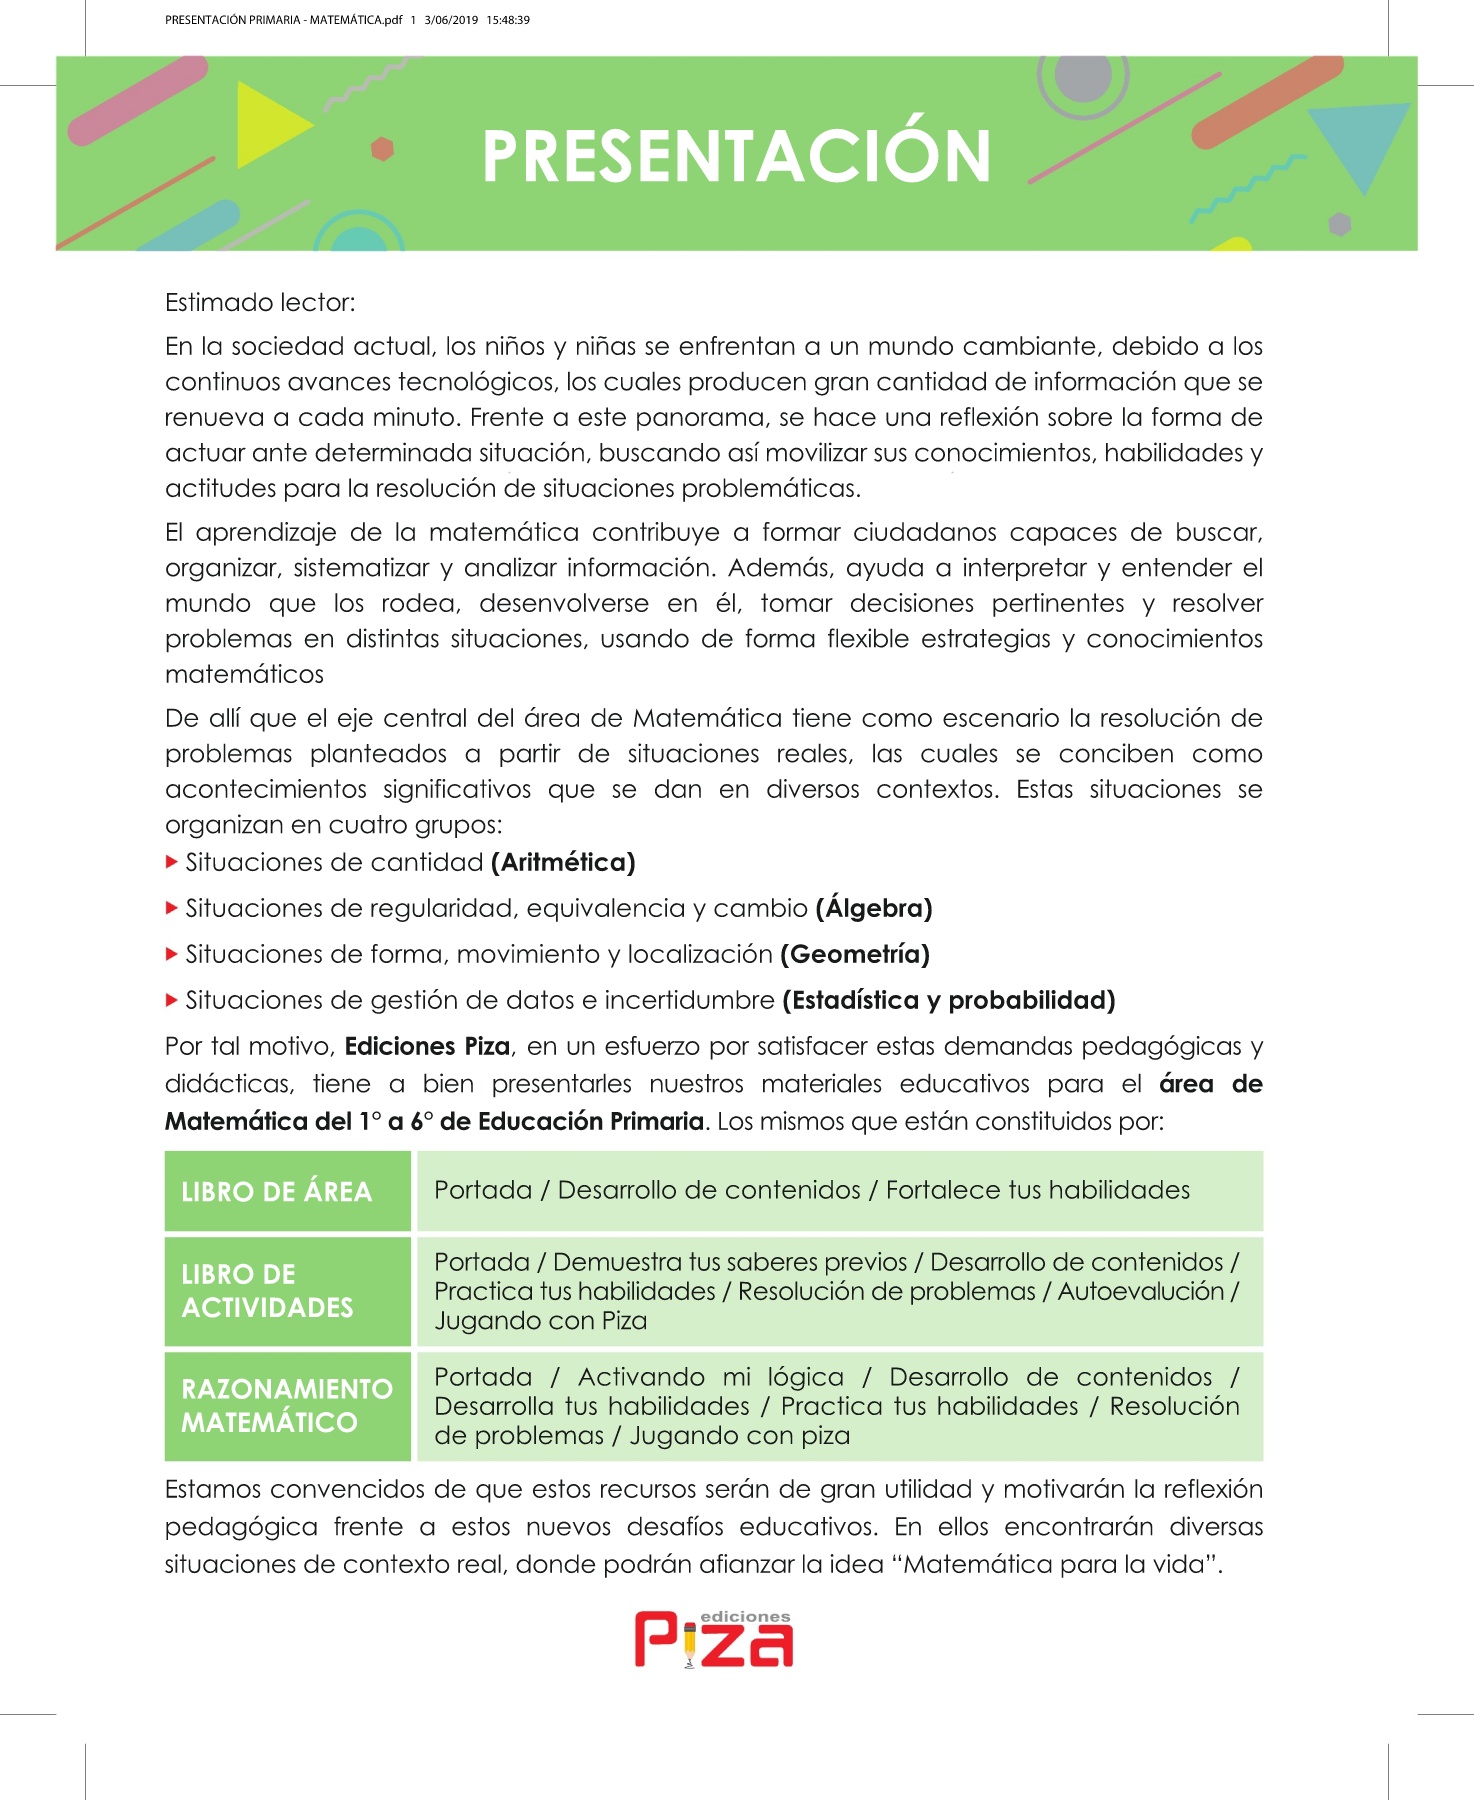 PRESENTACIÓN PRIMARIA - MATEMÁTICA.pdf 1 3/06/2019 15:48:39
PRESENTACIÓN
Estimado lector:
En la sociedad actual, los niños y niñas se enfrentan a un mundo cambiante, debido a los
continuos avances tecnológicos, los cuales producen gran cantidad de información que se
renueva a cada minuto. Frente a este panorama, se hace una reflexión sobre la forma de
actuar ante determinada situación, buscando así movilizar sus conocimientos, habilidades y
actitudes para la resolución de situaciones problemáticas.
El aprendizaje de la matemática contribuye a formar ciudadanos capaces de buscar,
organizar, sistematizar y analizar información. Además, ayuda a interpretar y entender el
mundo que los rodea, desenvolverse en él, tomar decisiones pertinentes y resolver
problemas en distintas situaciones, usando de forma flexible estrategias y conocimientos
matemáticos
De allí que el eje central del área de Matemática tiene como escenario la resolución de
problemas planteados a partir de situaciones reales, las cuales se conciben como
acontecimientos significativos que se dan en diversos contextos. Estas situaciones se
organizan en cuatro grupos:
Situaciones de cantidad (Aritmética)
Situaciones de regularidad, equivalencia y cambio (Álgebra)
Situaciones de forma, movimiento y localización (Geometría)
Situaciones de gestión de datos e incertidumbre (Estadística y probabilidad)
Por tal motivo, Ediciones Piza, en un esfuerzo por satisfacer estas demandas pedagógicas y
didácticas, tiene a bien presentarles nuestros materiales educativos para el área de
Matemática del 1° a 6° de Educación Primaria. Los mismos que están constituidos por:
LIBRO DE ÁREA
Portada / Desarrollo de contenidos / Fortalece tus habilidades
LIBRO DE
ACTIVIDADES
Portada / Demuestra tus saberes previos / Desarrollo de contenidos /
Practica tus habilidades / Resolución de problemas / Autoevalución /
Jugando con Piza
RAZONAMIENTO
MATEMÁTICO
Portada / Activando mi lógica / Desarrollo de contenidos /
Desarrolla tus habilidades / Practica tus habilidades / Resolución
de problemas / Jugando con piza
Estamos convencidos de que estos recursos serán de gran utilidad y motivarán la reflexión
pedagógica frente a estos nuevos desafíos educativos. En ellos encontrarán diversas
situaciones de contexto real, donde podrán afianzar la idea “Matemática para la vida”.
ediciones
Piza